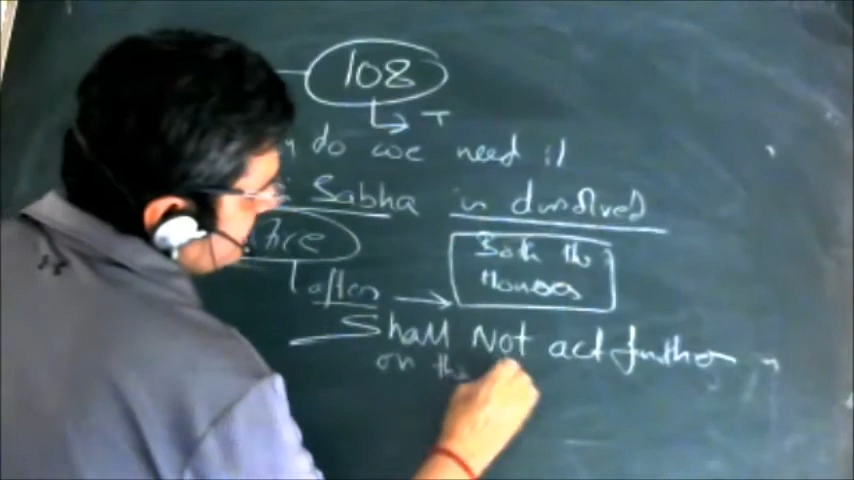 108
do we need it
Sabha is dissolved
Both the
Houses
after
Shall Not act further
on the